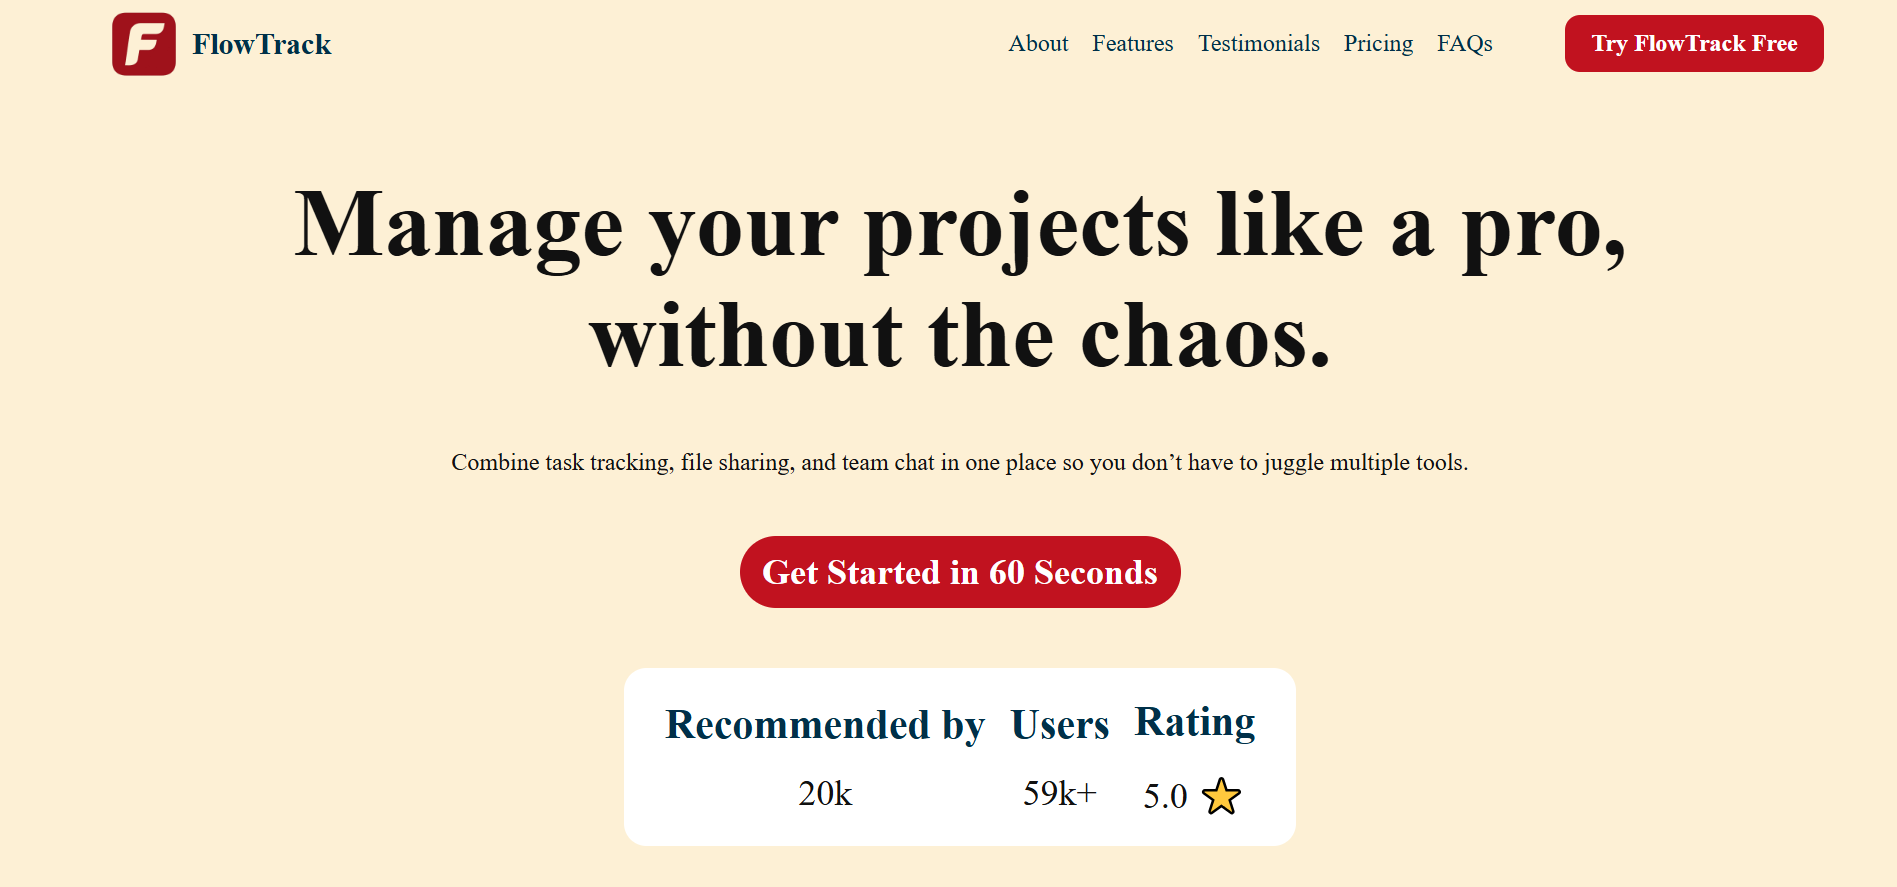 FlowTrack
About Features Testimonials Pricing FAQs
Try FlowTrack Free
Manage your projects like a pro,
without the chaos.
Combine task tracking, file sharing, and team chat in one place so you don’t have to juggle multiple tools.
Get Started in 60 Seconds
Recommended by Users Rating
20k 59k+ 5.0